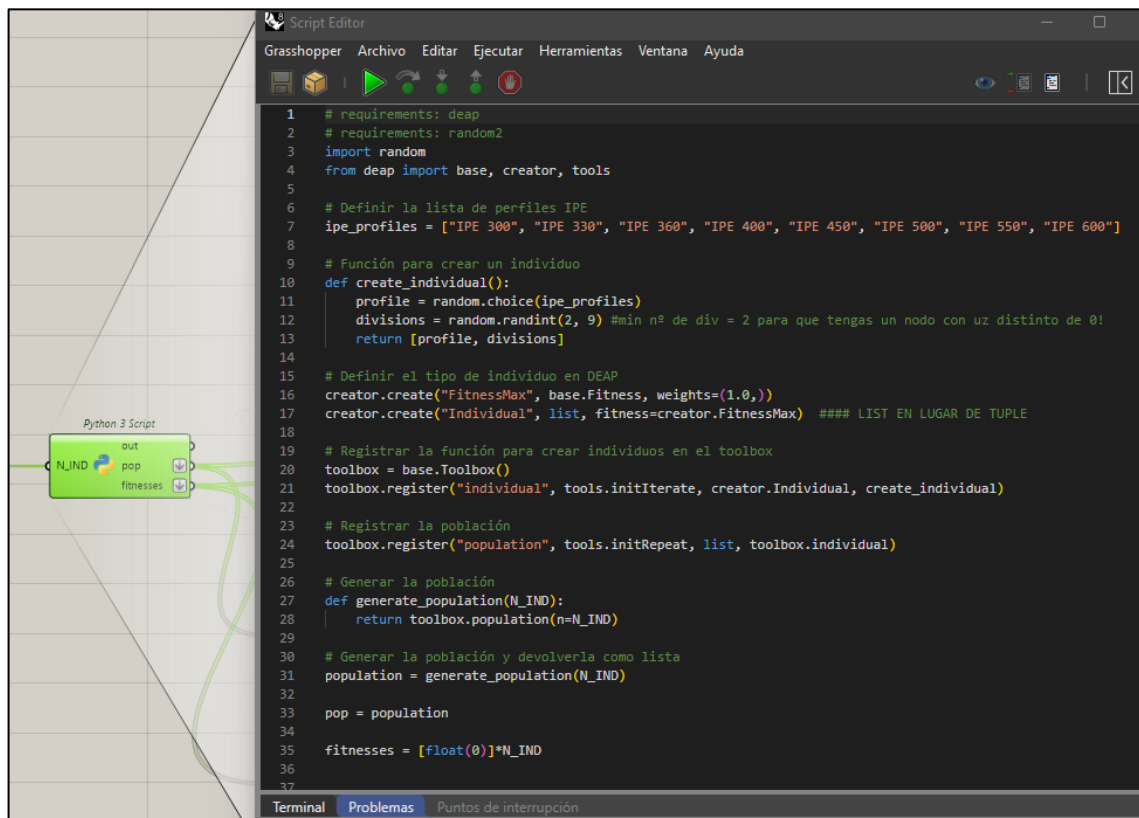 Script Editor
Grasshopper Archivo Editar Ejecutar Herramientas Ventana Ayuda
1 # requirements: deap
2 # requirements: random2
3 import random
4 from deap import base, creator, tools
5
6 # Definir la lista de perfiles IPE
7 ipe_profiles = ["IPE 300", "IPE 330", "IPE 360", "IPE 400", "IPE 450", "IPE 500", "IPE 550", "IPE 600"]
8
9 # Función para crear un individuo
10 def create_individual():
11     profile = random.choice(ipe_profiles)
12     divisions = random.randint(2, 9) #min nº de div = 2 para que tengas un nodo con uz distinto de 0!
13     return [profile, divisions]
14
15 # Definir el tipo de individuo en DEAP
16 creator.create("FitnessMax", base.Fitness, weights=(1.0,))
17 creator.create("Individual", list, fitness=creator.FitnessMax)  #### LIST EN LUGAR DE TUPLE
18
19 # Registrar la función para crear individuos en el toolbox
20 toolbox = base.Toolbox()
21 toolbox.register("individual", tools.initIterate, creator.Individual, create_individual)
22
23 # Registrar la población
24 toolbox.register("population", tools.initRepeat, list, toolbox.individual)
25
26 # Generar la población
27 def generate_population(N_IND):
28     return toolbox.population(n=N_IND)
29
30 # Generar la población y devolverla como lista
31 population = generate_population(N_IND)
32
33 pop = population
34
35 fitnesses = [float(0)]*N_IND
36
37
Terminal Problemas Puntos de interrupción
Python 3 Script
out
N_IND pop
fitnesses